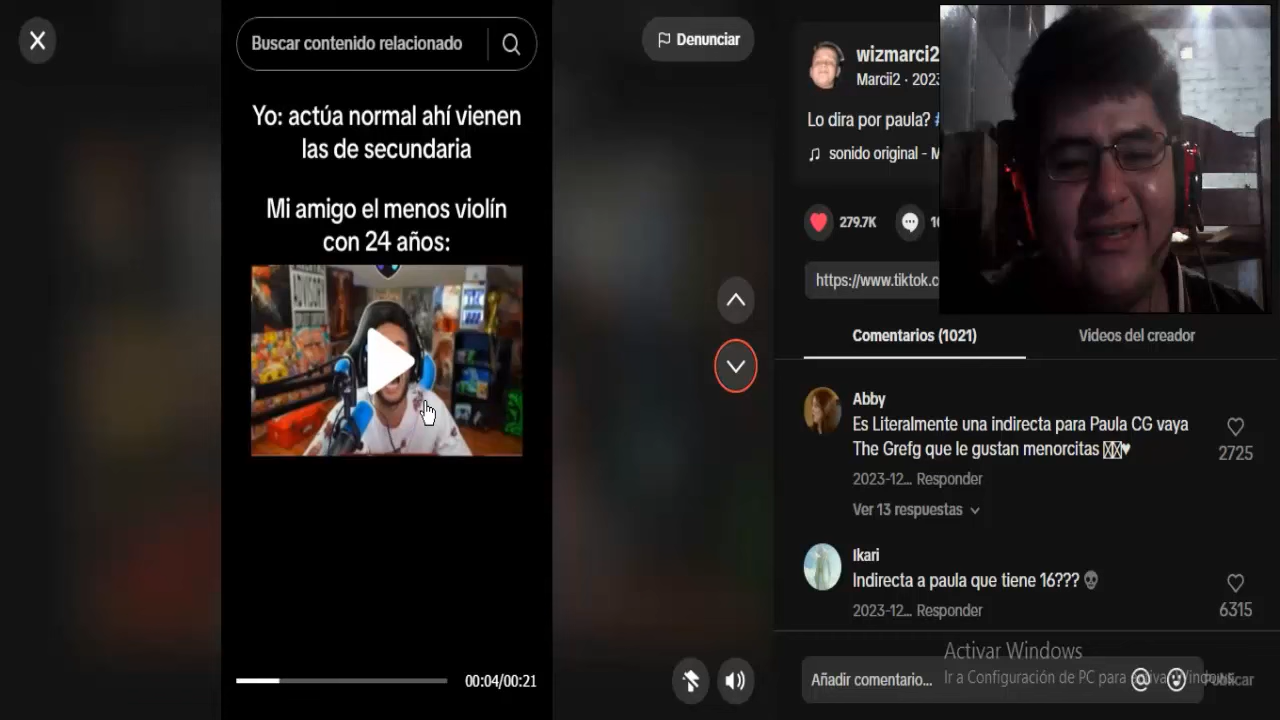 Buscar contenido relacionado
Denunciar
Yo: actúa normal ahí vienen
las de secundaria
Mi amigo el menos violín
con 24 años:
00:04/00:21
wizmarci2
Marcii2 · 2023
Lo dira por paula? #
sonido original - M
279.7K
10
https://www.tiktok.c
Comentarios (1021)
Videos del creador
Abby
Es Literalmente una indirecta para Paula CG vaya
The Grefg que le gustan menorcitas
2725
2023-12... Responder
Ver 13 respuestas
Ikari
Indirecta a paula que tiene 16???
2023-12... Responder
6315
Activar Windows
Ir a Configuración de PC para activar Windows.
Añadir comentario...
Publicar